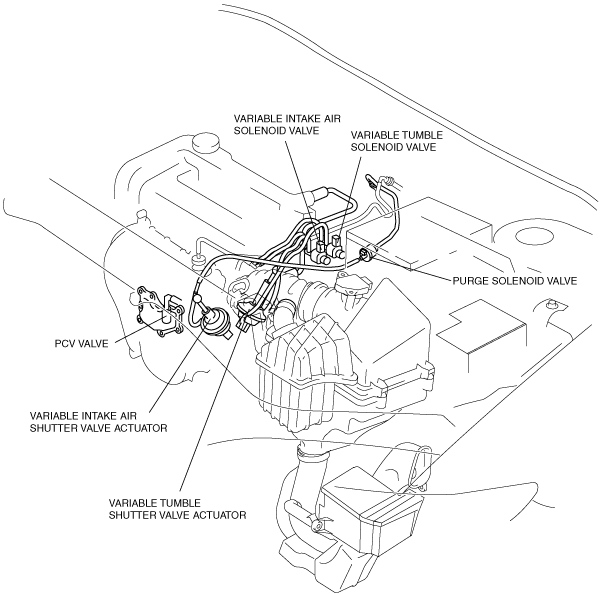 VARIABLE INTAKE AIR
SOLENOID VALVE
VARIABLE TUMBLE
SOLENOID VALVE
PURGE SOLENOID VALVE
PCV VALVE
VARIABLE INTAKE AIR
SHUTTER VALVE ACTUATOR
VARIABLE TUMBLE
SHUTTER VALVE ACTUATOR